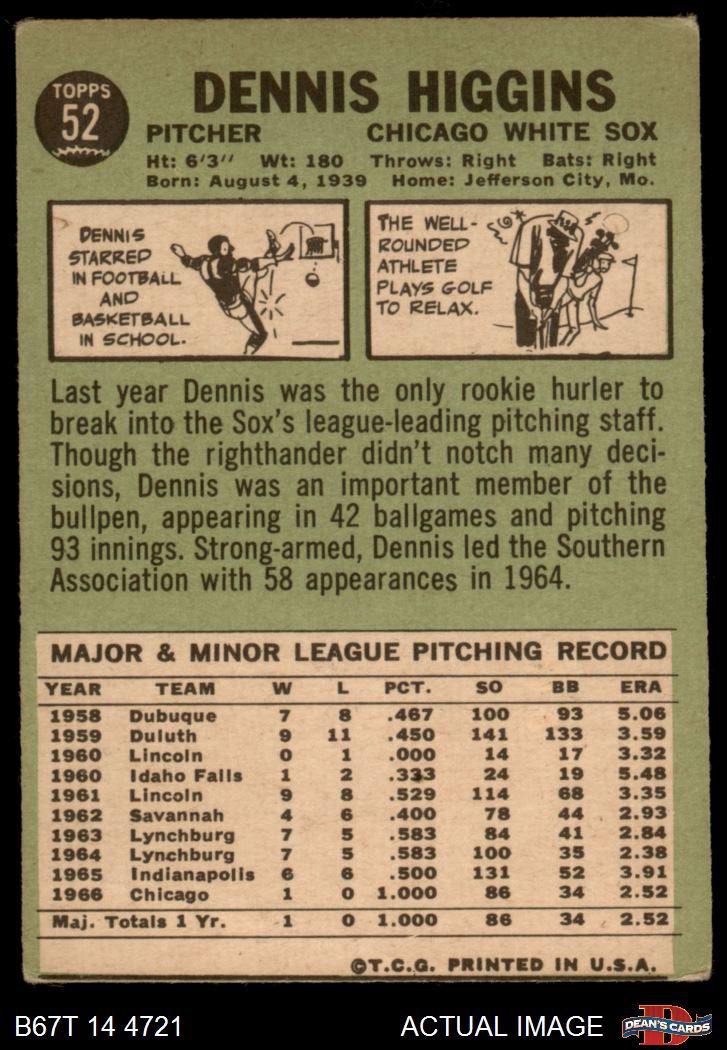 TOPPS
52
DENNIS HIGGINS
PITCHER CHICAGO WHITE SOX
Ht: 6'3" Wt: 180 Throws: Right Bats: Right
Born: August 4, 1939 Home: Jefferson City, Mo.
DENNIS
STARRED
IN FOOTBALL
AND
BASKETBALL
IN SCHOOL.
THE WELL-
ROUNDED
ATHLETE
PLAYS GOLF
TO RELAX.
Last year Dennis was the only rookie hurler to
break into the Sox's league-leading pitching staff.
Though the righthander didn't notch many deci-
sions, Dennis was an important member of the
bullpen, appearing in 42 ballgames and pitching
93 innings. Strong-armed, Dennis led the Southern
Association with 58 appearances in 1964.
MAJOR & MINOR LEAGUE PITCHING RECORD
YEAR TEAM W L PCT. SO BB ERA
1958 Dubuque 7 8 .467 100 93 5.06
1959 Duluth 9 11 .450 141 133 3.59
1960 Lincoln 0 1 .000 14 17 3.32
1960 Idaho Falls 1 2 .333 24 19 5.48
1961 Lincoln 9 8 .529 114 68 3.35
1962 Savannah 4 6 .400 78 44 2.93
1963 Lynchburg 7 5 .583 84 41 2.84
1964 Lynchburg 7 5 .583 100 35 2.38
1965 Indianapolis 6 6 .500 131 52 3.91
1966 Chicago 1 0 1.000 86 34 2.52
Maj. Totals 1 Yr. 1 0 1.000 86 34 2.52
©T.C.G. PRINTED IN U.S.A.
B67T 14 4721 ACTUAL IMAGE
D
DEAN'S CARDS